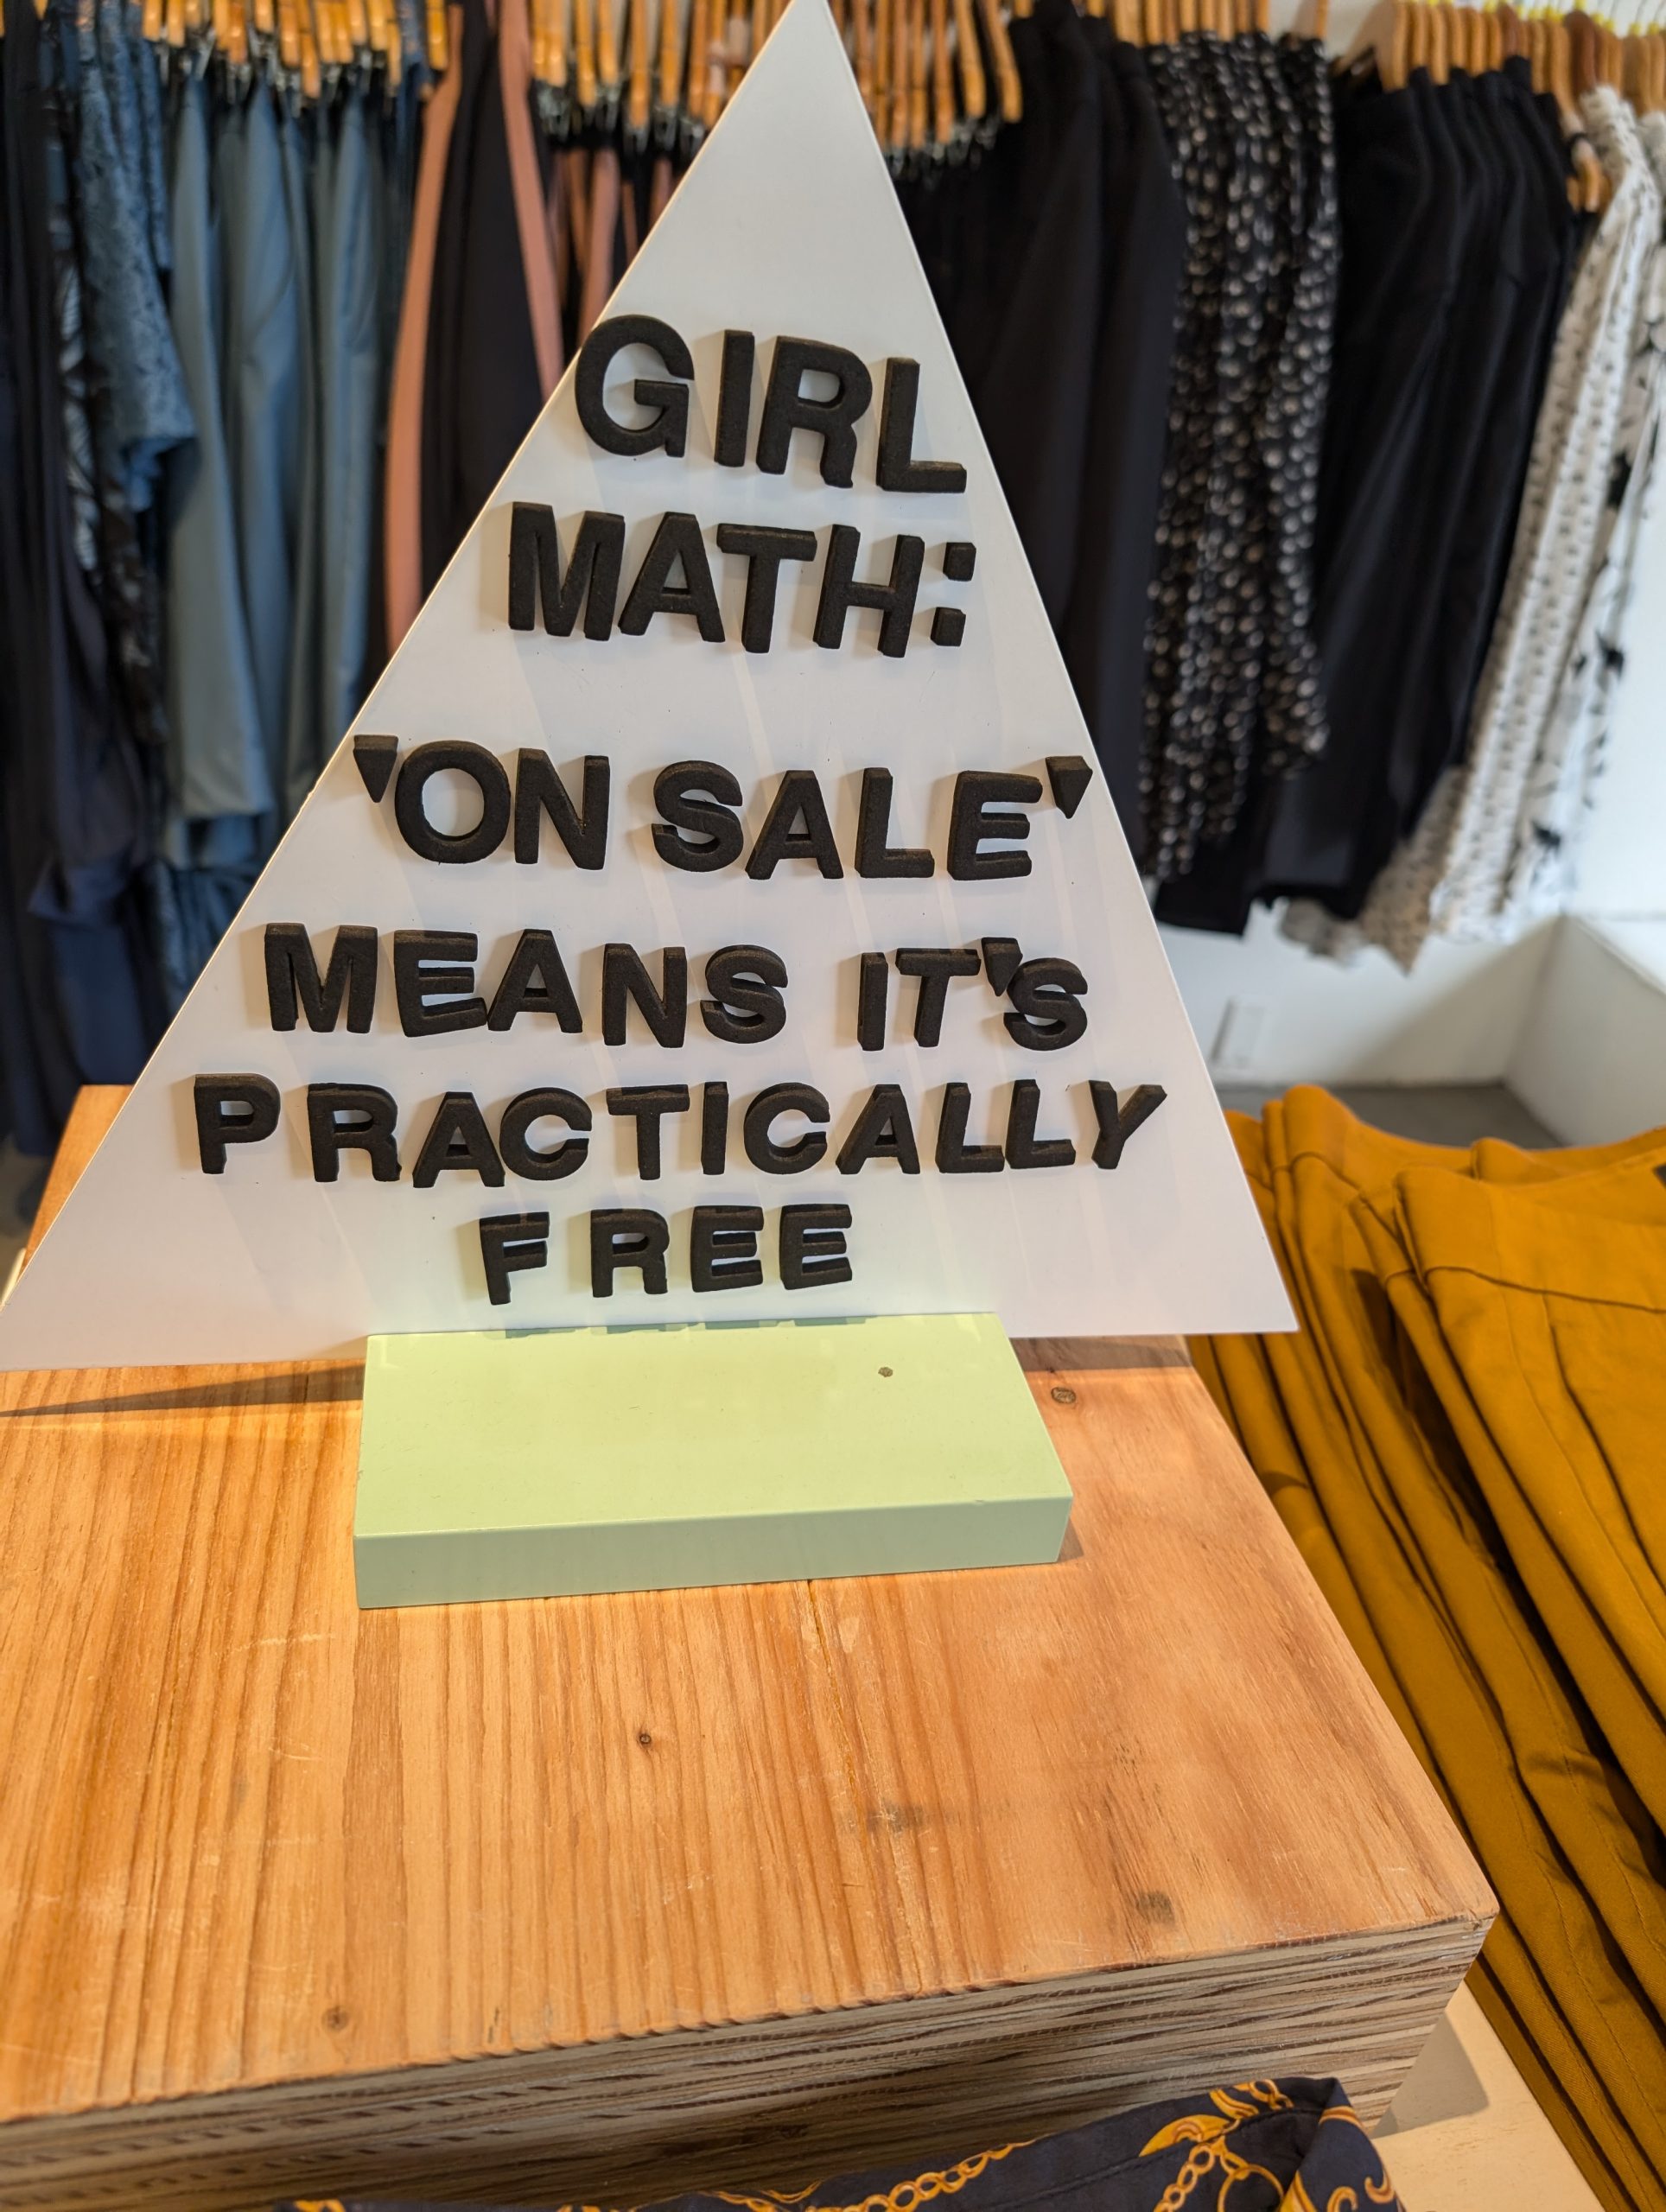 GIRL
MATH:
'ON SALE'
MEANS IT'S
PRACTICALLY
FREE